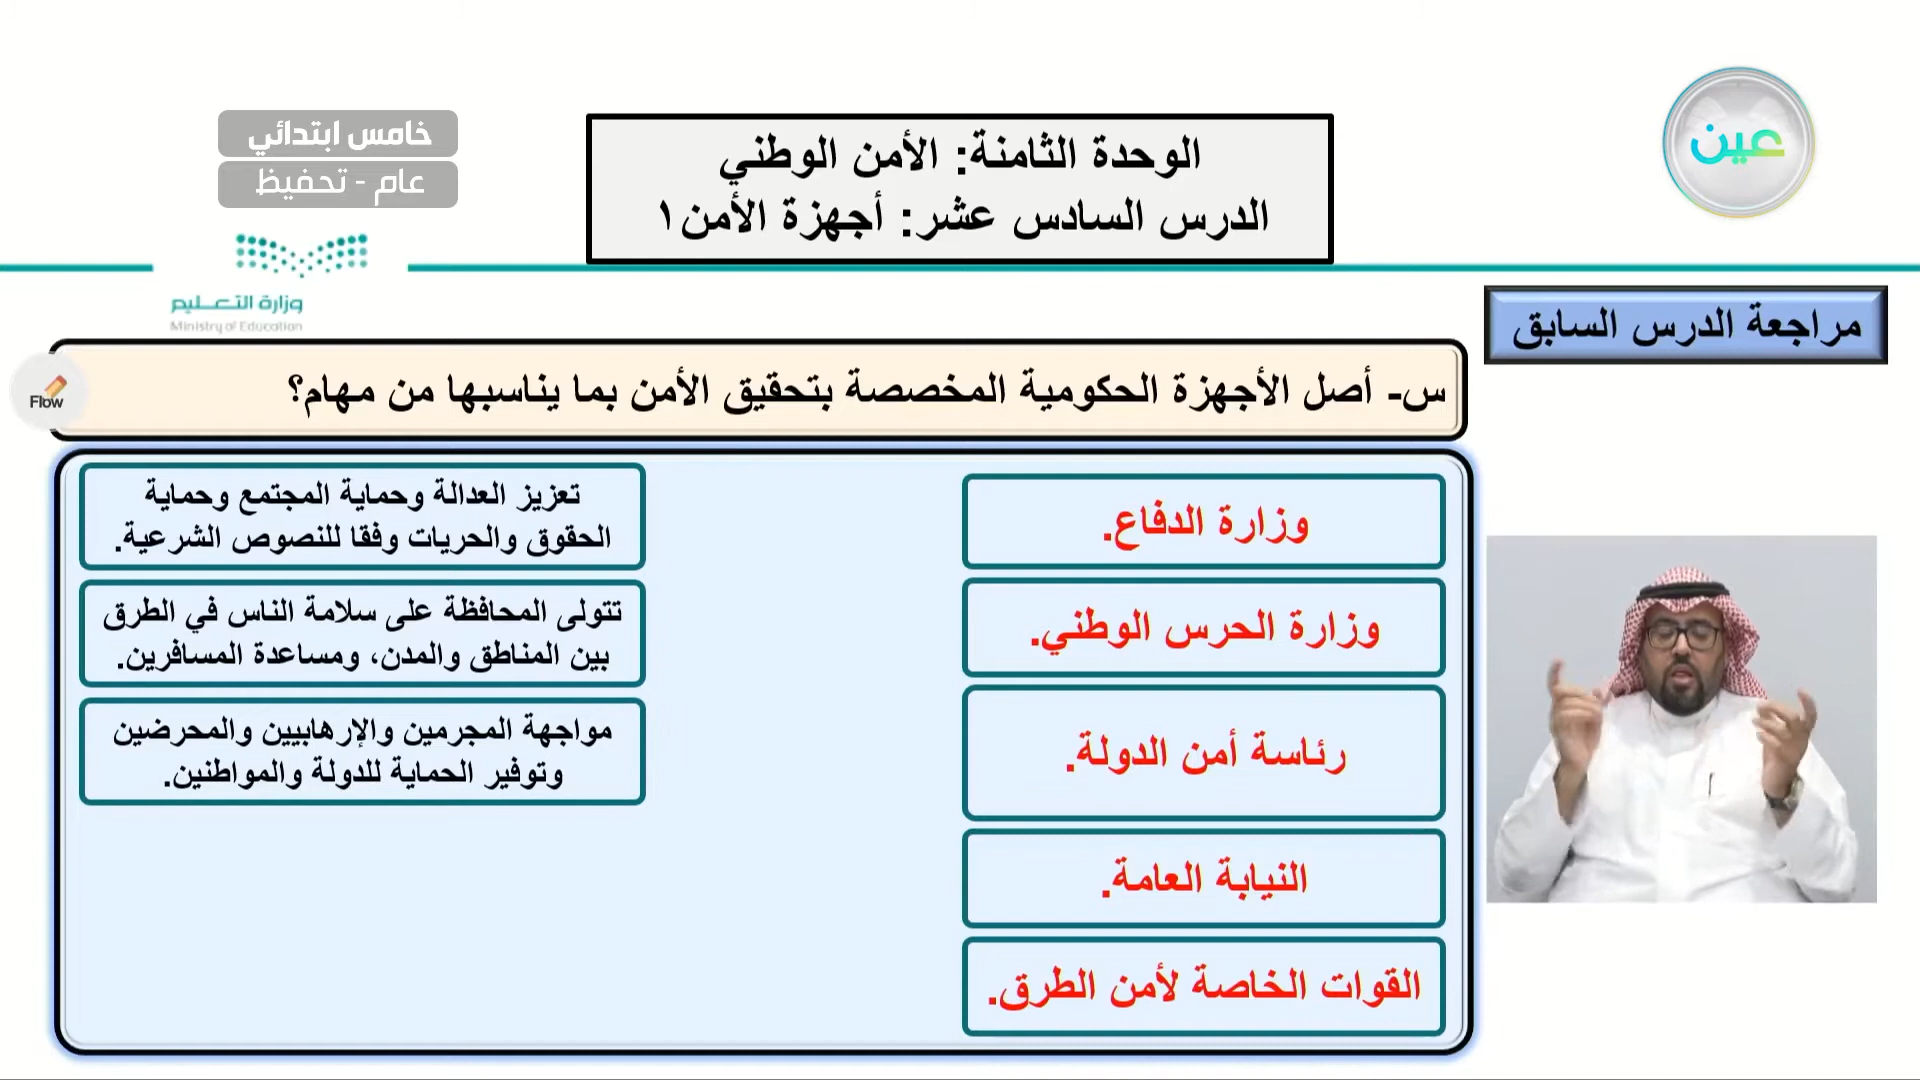 عين
خامس ابتدائي
عام - تحفيظ
الوحدة الثامنة: الأمن الوطني
الدرس السادس عشر: أجهزة الأمن١
وزارة التعليم
Ministry of Education
مراجعة الدرس السابق
Flow
س- أصل الأجهزة الحكومية المخصصة بتحقيق الأمن بما يناسبها من مهام؟
وزارة الدفاع.
وزارة الحرس الوطني.
رئاسة أمن الدولة.
النيابة العامة.
القوات الخاصة لأمن الطرق.
تعزيز العدالة وحماية المجتمع وحماية
الحقوق والحريات وفقا للنصوص الشرعية.
تتولى المحافظة على سلامة الناس في الطرق
بين المناطق والمدن، ومساعدة المسافرين.
مواجهة المجرمين والإرهابيين والمحرضين
وتوفير الحماية للدولة والمواطنين.